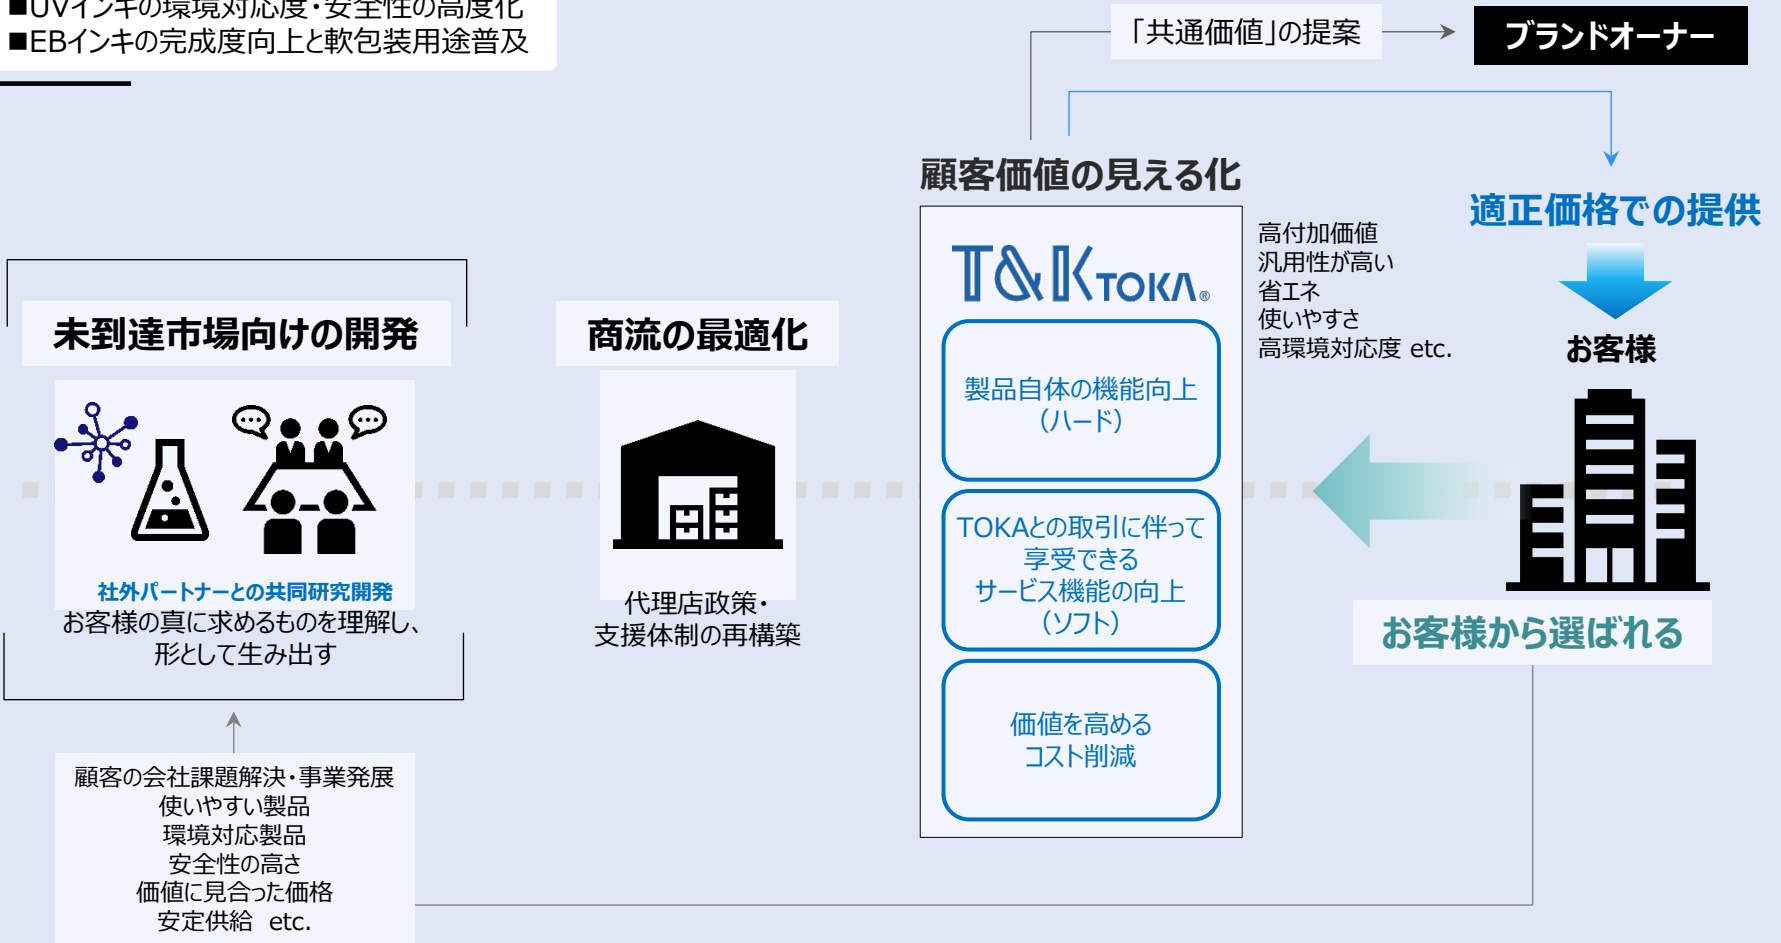 ■UVインキの環境対応度・安全性の高度化
■EBインキの完成度向上と軟包装用途普及
「共通価値」の提案
ブランドオーナー
顧客価値の見える化
適正価格での提供
高付加価値
汎用性が高い
省エネ
使いやすさ
高環境対応度 etc.
T&K TOKA®
お客様
未到達市場向けの開発
商流の最適化
製品自体の機能向上
（ハード）
TOKAとの取引に伴って
享受できる
サービス機能の向上
（ソフト）
価値を高める
コスト削減
社外パートナーとの共同研究開発
お客様の真に求めるものを理解し、
形として生み出す
代理店政策・
支援体制の再構築
お客様から選ばれる
顧客の会社課題解決・事業発展
使いやすい製品
環境対応製品
安全性の高さ
価値に見合った価格
安定供給 etc.